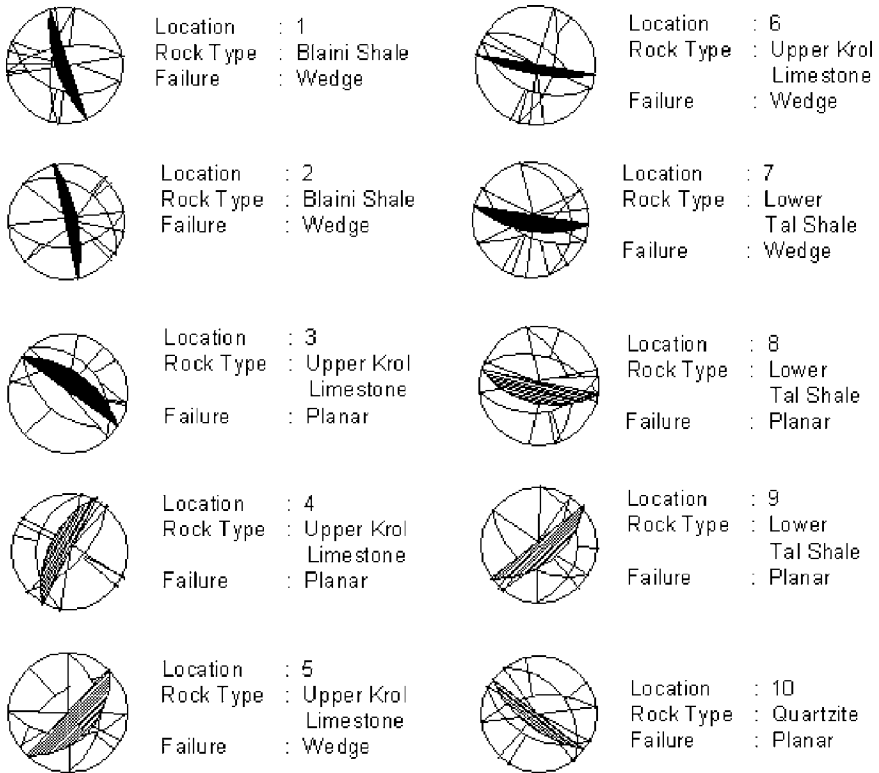 Location : 1
Rock Type : Blaini Shale
Failure : Wedge
Location : 2
Rock Type : Blaini Shale
Failure : Wedge
Location : 3
Rock Type : Upper Krol
Limestone
Failure : Planar
Location : 4
Rock Type : Upper Krol
Limestone
Failure : Planar
Location : 5
Rock Type : Upper Krol
Limestone
Failure : Wedge
Location : 6
Rock Type : Upper Krol
Limestone
Failure : Wedge
Location : 7
Rock Type : Lower
Tal Shale
Failure : Wedge
Location : 8
Rock Type : Lower
Tal Shale
Failure : Planar
Location : 9
Rock Type : Lower
Tal Shale
Failure : Planar
Location : 10
Rock Type : Quartzite
Failure : Planar